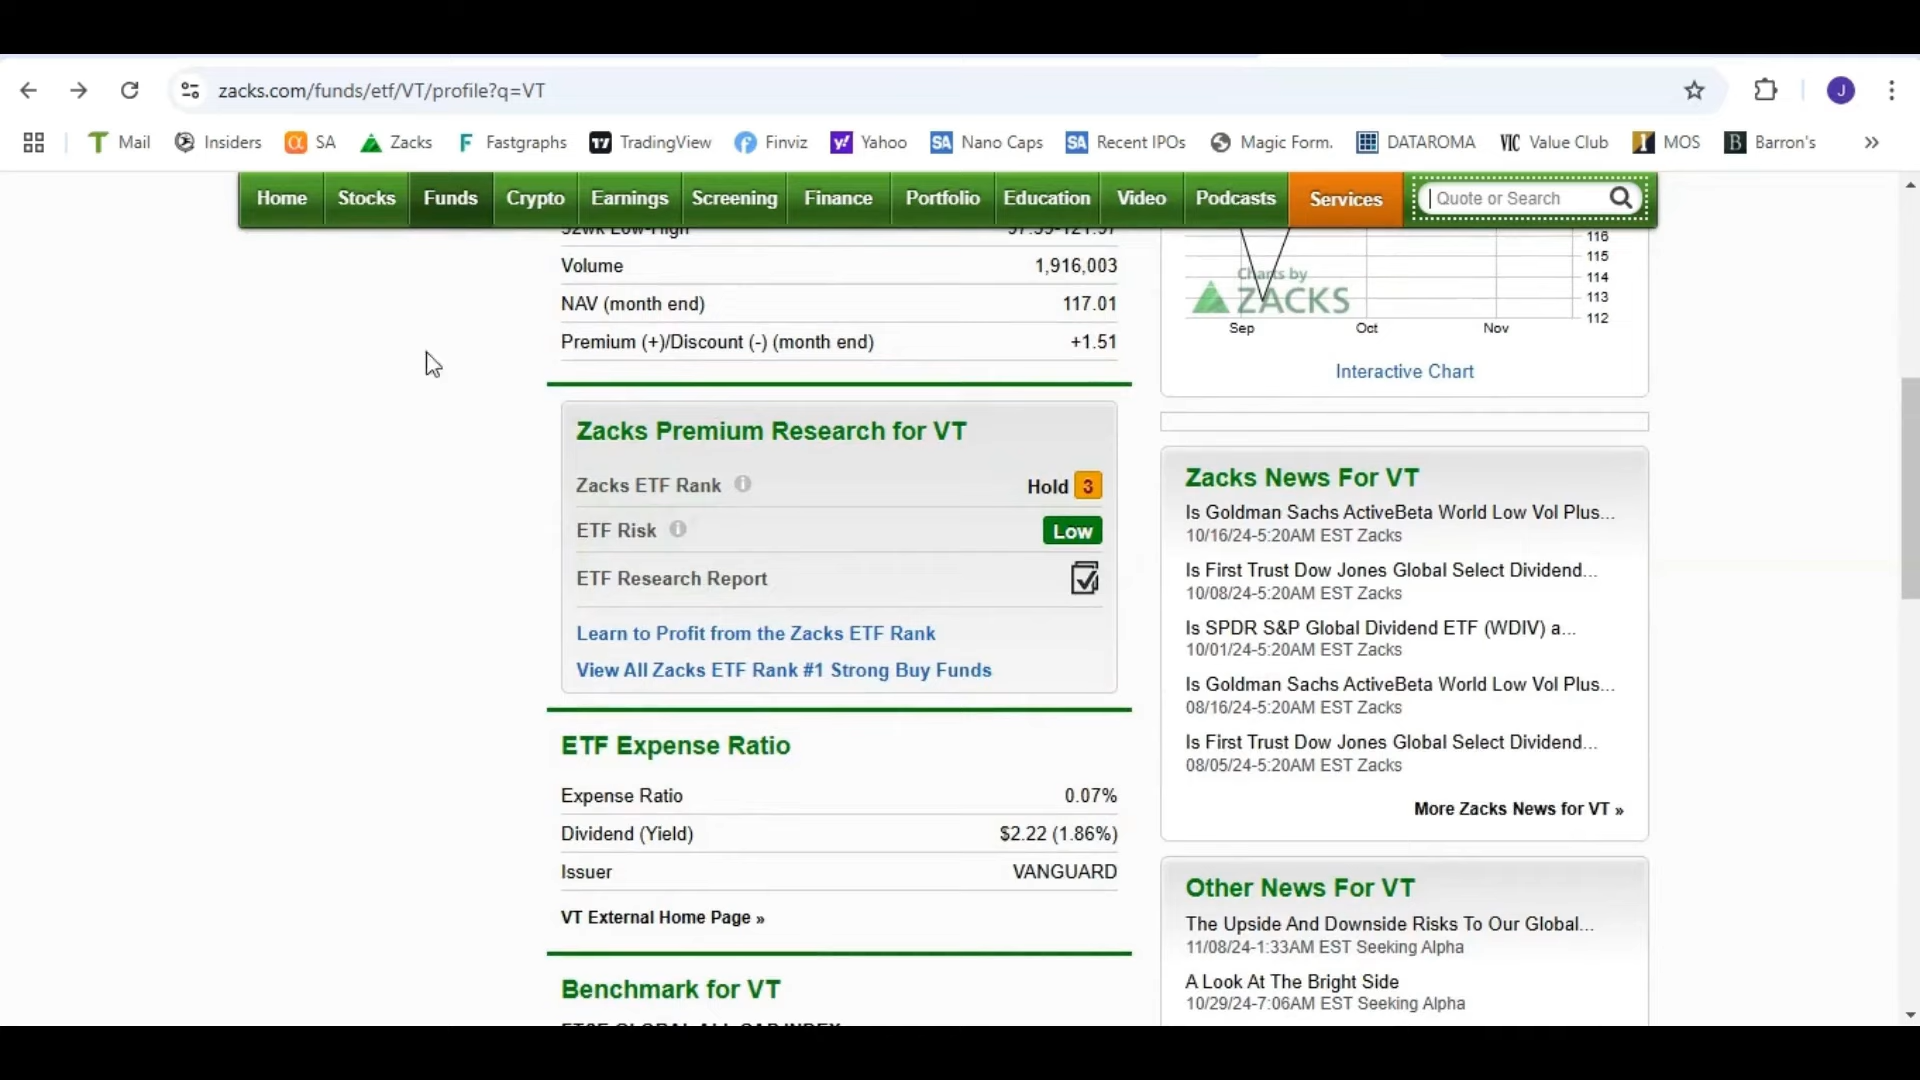 zacks.com/funds/etf/VT/profile?q=VT
J
Mail
Insiders
SA
Zacks
Fastgraphs
TradingView
Finviz
Yahoo
SA Nano Caps
SA Recent IPOs
Magic Form.
DATAROMA
VIC Value Club
MOS
B Barron's
Home Stocks Funds Crypto Earnings Screening Finance Portfolio Education Video Podcasts Services Quote or Search
52wk Low-High
Volume 1,916,003
NAV (month end) 117.01
Premium (+)/Discount (-) (month end) +1.51
Zacks Premium Research for VT
Zacks ETF Rank Hold 3
ETF Risk Low
ETF Research Report
Learn to Profit from the Zacks ETF Rank
View All Zacks ETF Rank #1 Strong Buy Funds
ETF Expense Ratio
Expense Ratio 0.07%
Dividend (Yield) $2.22 (1.86%)
Issuer VANGUARD
VT External Home Page »
Benchmark for VT
116
115
114
113
112
Charts by
ZACKS
Sep Oct Nov
Interactive Chart
Zacks News For VT
Is Goldman Sachs ActiveBeta World Low Vol Plus...
10/16/24-5:20AM EST Zacks
Is First Trust Dow Jones Global Select Dividend...
10/08/24-5:20AM EST Zacks
Is SPDR S&P Global Dividend ETF (WDIV) a...
10/01/24-5:20AM EST Zacks
Is Goldman Sachs ActiveBeta World Low Vol Plus...
08/16/24-5:20AM EST Zacks
Is First Trust Dow Jones Global Select Dividend...
08/05/24-5:20AM EST Zacks
More Zacks News for VT »
Other News For VT
The Upside And Downside Risks To Our Global...
11/08/24-1:33AM EST Seeking Alpha
A Look At The Bright Side
10/29/24-7:06AM EST Seeking Alpha